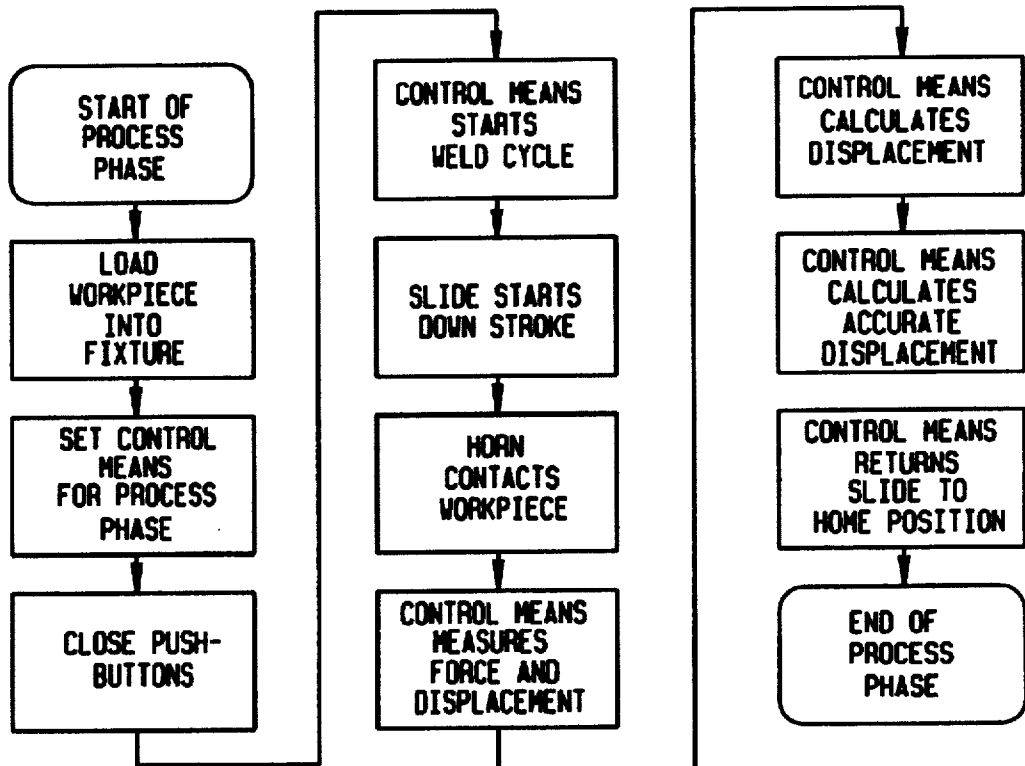 START OF
PROCESS
PHASE
LOAD
WORKPIECE
INTO
FIXTURE
SET CONTROL
MEANS
FOR PROCESS
PHASE
CLOSE PUSH-
BUTTONS
CONTROL MEANS
STARTS
WELD CYCLE
SLIDE STARTS
DOWN STROKE
HORN
CONTACTS
WORKPIECE
CONTROL MEANS
MEASURES
FORCE AND
DISPLACEMENT
CONTROL MEANS
CALCULATES
DISPLACEMENT
CONTROL MEANS
CALCULATES
ACCURATE
DISPLACEMENT
CONTROL MEANS
RETURNS
SLIDE TO
HOME POSITION
END OF
PROCESS
PHASE